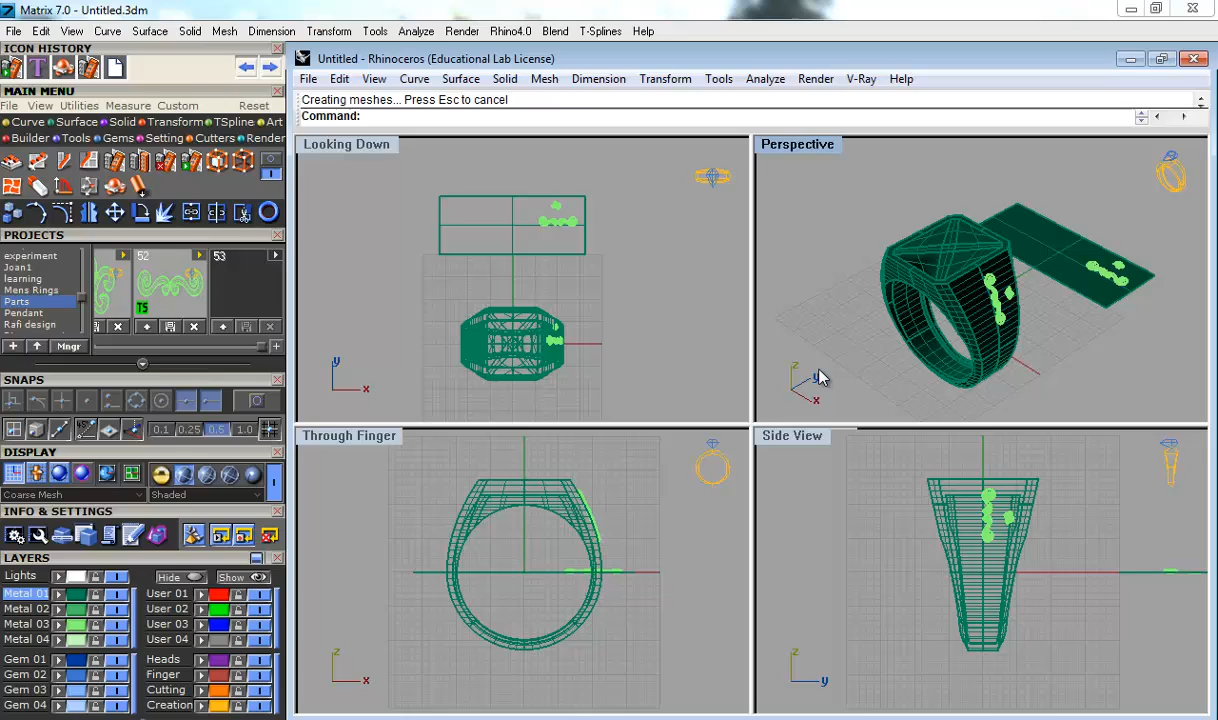 Matrix 7.0 - Untitled.3dm
File Edit View Curve Surface Solid Mesh Dimension Transform Tools Analyze Render Rhino4.0 Blend T-Splines Help
ICON HISTORY
T
MAIN MENU
File View Utilities Measure Custom Reset
Curve Surface Solid Transform TSpline Art
Builder Tools Gems Setting Cutters Render
PROJECTS
experiment
Joan1
learning
Mens Rings
Parts
Pendant
Rafi design
52
53
TS
Mngr
SNAPS
0.1 0.25 0.5 1.0
DISPLAY
Coarse Mesh Shaded
INFO & SETTINGS
LAYERS
Lights Hide Show
Metal 01 User 01
Metal 02 User 02
Metal 03 User 03
Metal 04 User 04
Gem 01 Heads
Gem 02 Finger
Gem 03 Cutting
Gem 04 Creation
Untitled - Rhinoceros (Educational Lab License)
File Edit View Curve Surface Solid Mesh Dimension Transform Tools Analyze Render V-Ray Help
Creating meshes... Press Esc to cancel
Command:
Looking Down
y
x
Perspective
z
y
x
Through Finger
z
x
Side View
z
y